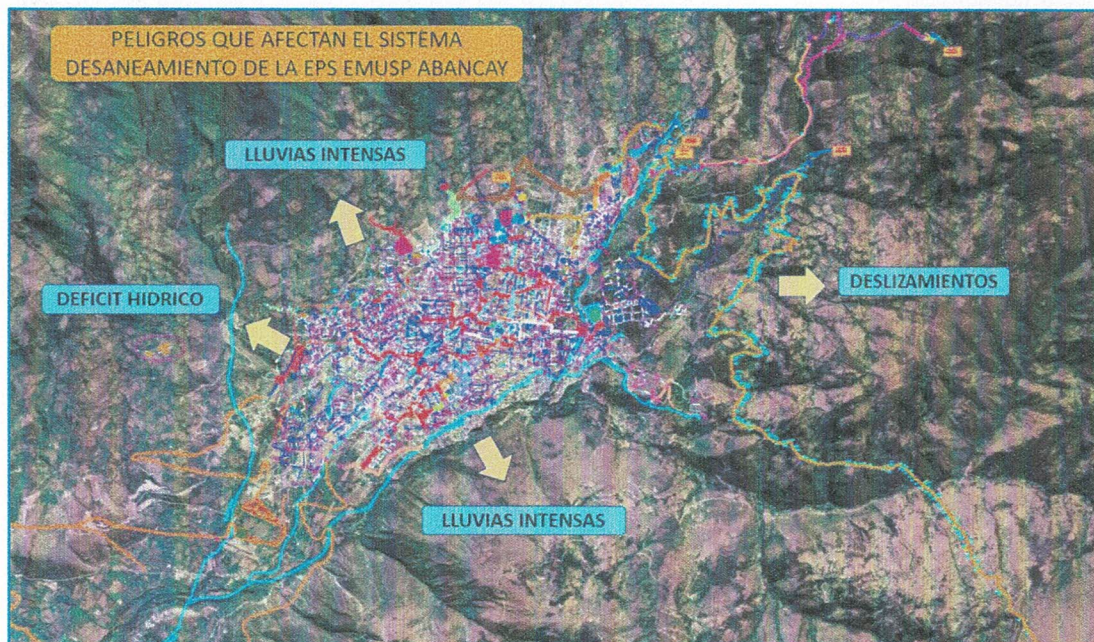 PELIGROS QUE AFECTAN EL SISTEMA
DESANEAMIENTO DE LA EPS EMUSP ABANCAY
LLUVIAS INTENSAS
DEFICIT HIDRICO
DESLIZAMIENTOS
LLUVIAS INTENSAS